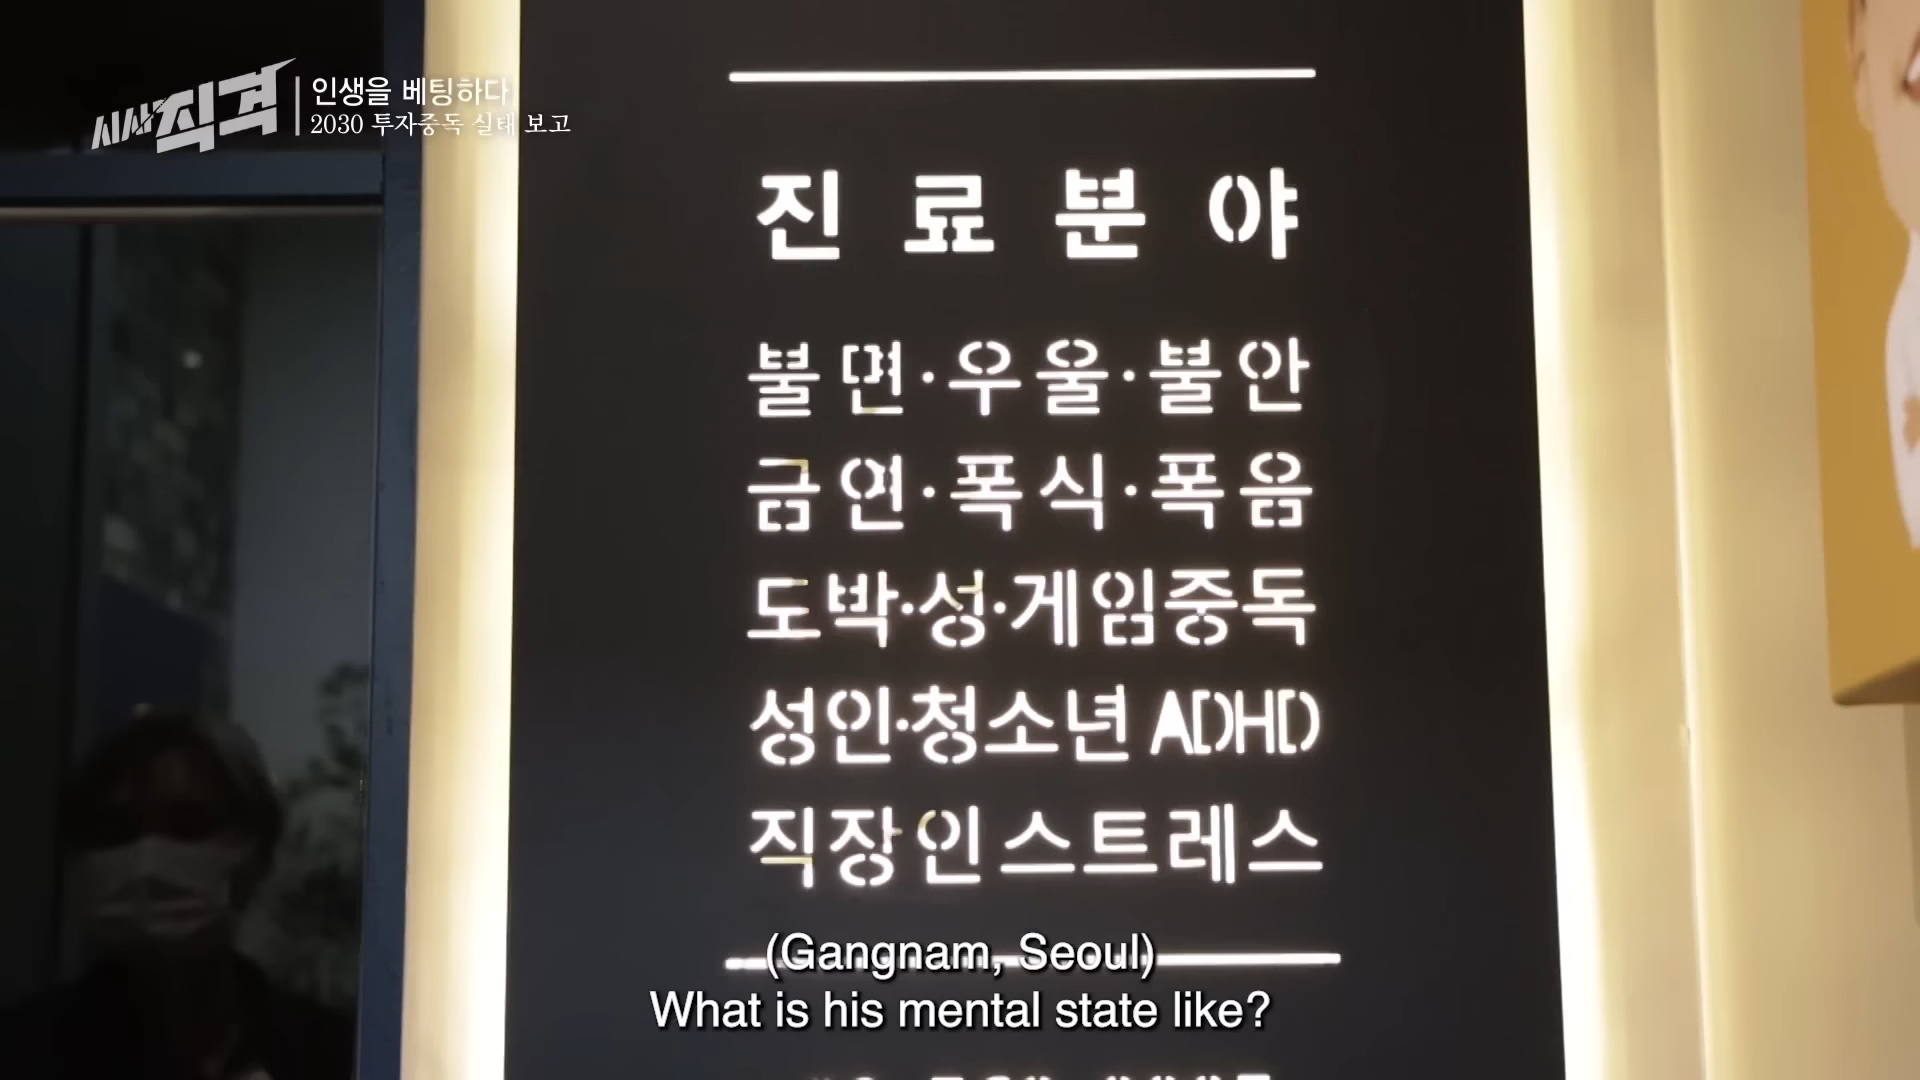 시사직격
인생을 베팅하다
2030 투자중독 실태 보고
진료분야
불면·우울·불안
금연·폭식·폭음
도박·성·게임중독
성인·청소년 ADHD
직장인스트레스
(Gangnam, Seoul)
What is his mental state like?